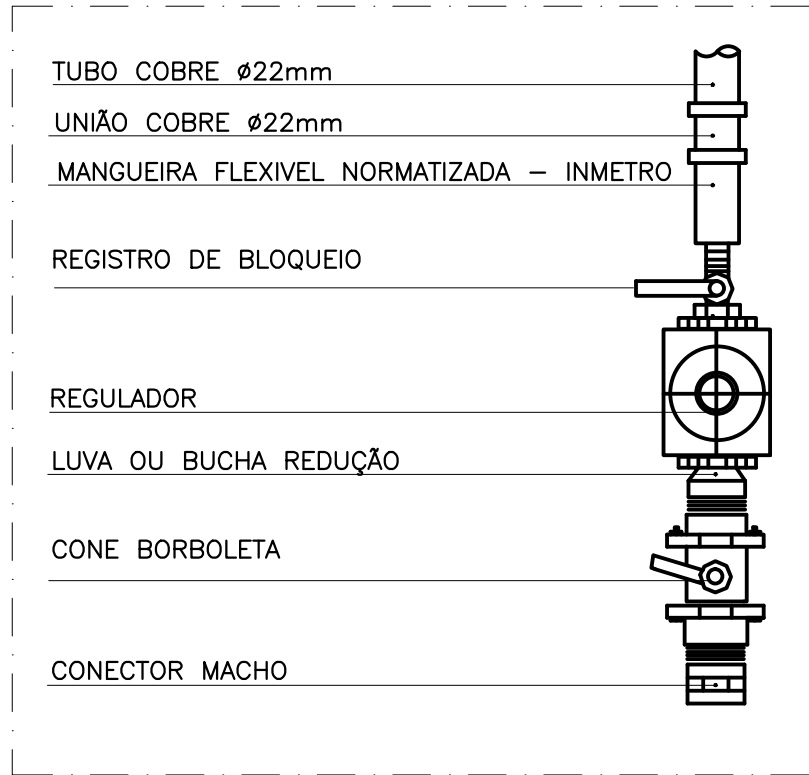 TUBO COBRE ø22mm
UNIÃO COBRE ø22mm
MANGUEIRA FLEXIVEL NORMATIZADA – INMETRO
REGISTRO DE BLOQUEIO
REGULADOR
LUVA OU BUCHA REDUÇÃO
CONE BORBOLETA
CONECTOR MACHO